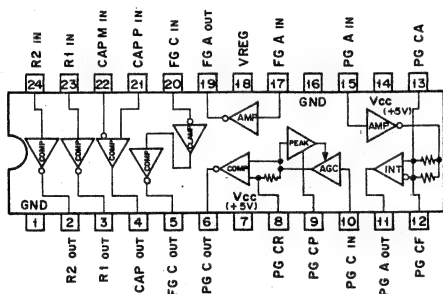 R2 IN
R1 IN
CAP M IN
CAP P IN
FG C IN
FG A OUT
VREG
FG A IN
PG A IN
PG CA
24 23 22 21 20 19 18 17 16 15 14 13
GND
Vcc
(+5V)
AMP
AMP
CLAMP
PEAK
COMP
COMP
COMP
COMP
COMP
AGC
INT
Vcc
(+5V)
GND
1 2 3 4 5 6 7 8 9 10 11 12
R2 OUT
R1 OUT
CAP OUT
FG C OUT
PG C OUT
PG CR
PG CP
PG C IN
PG A OUT
PG CF